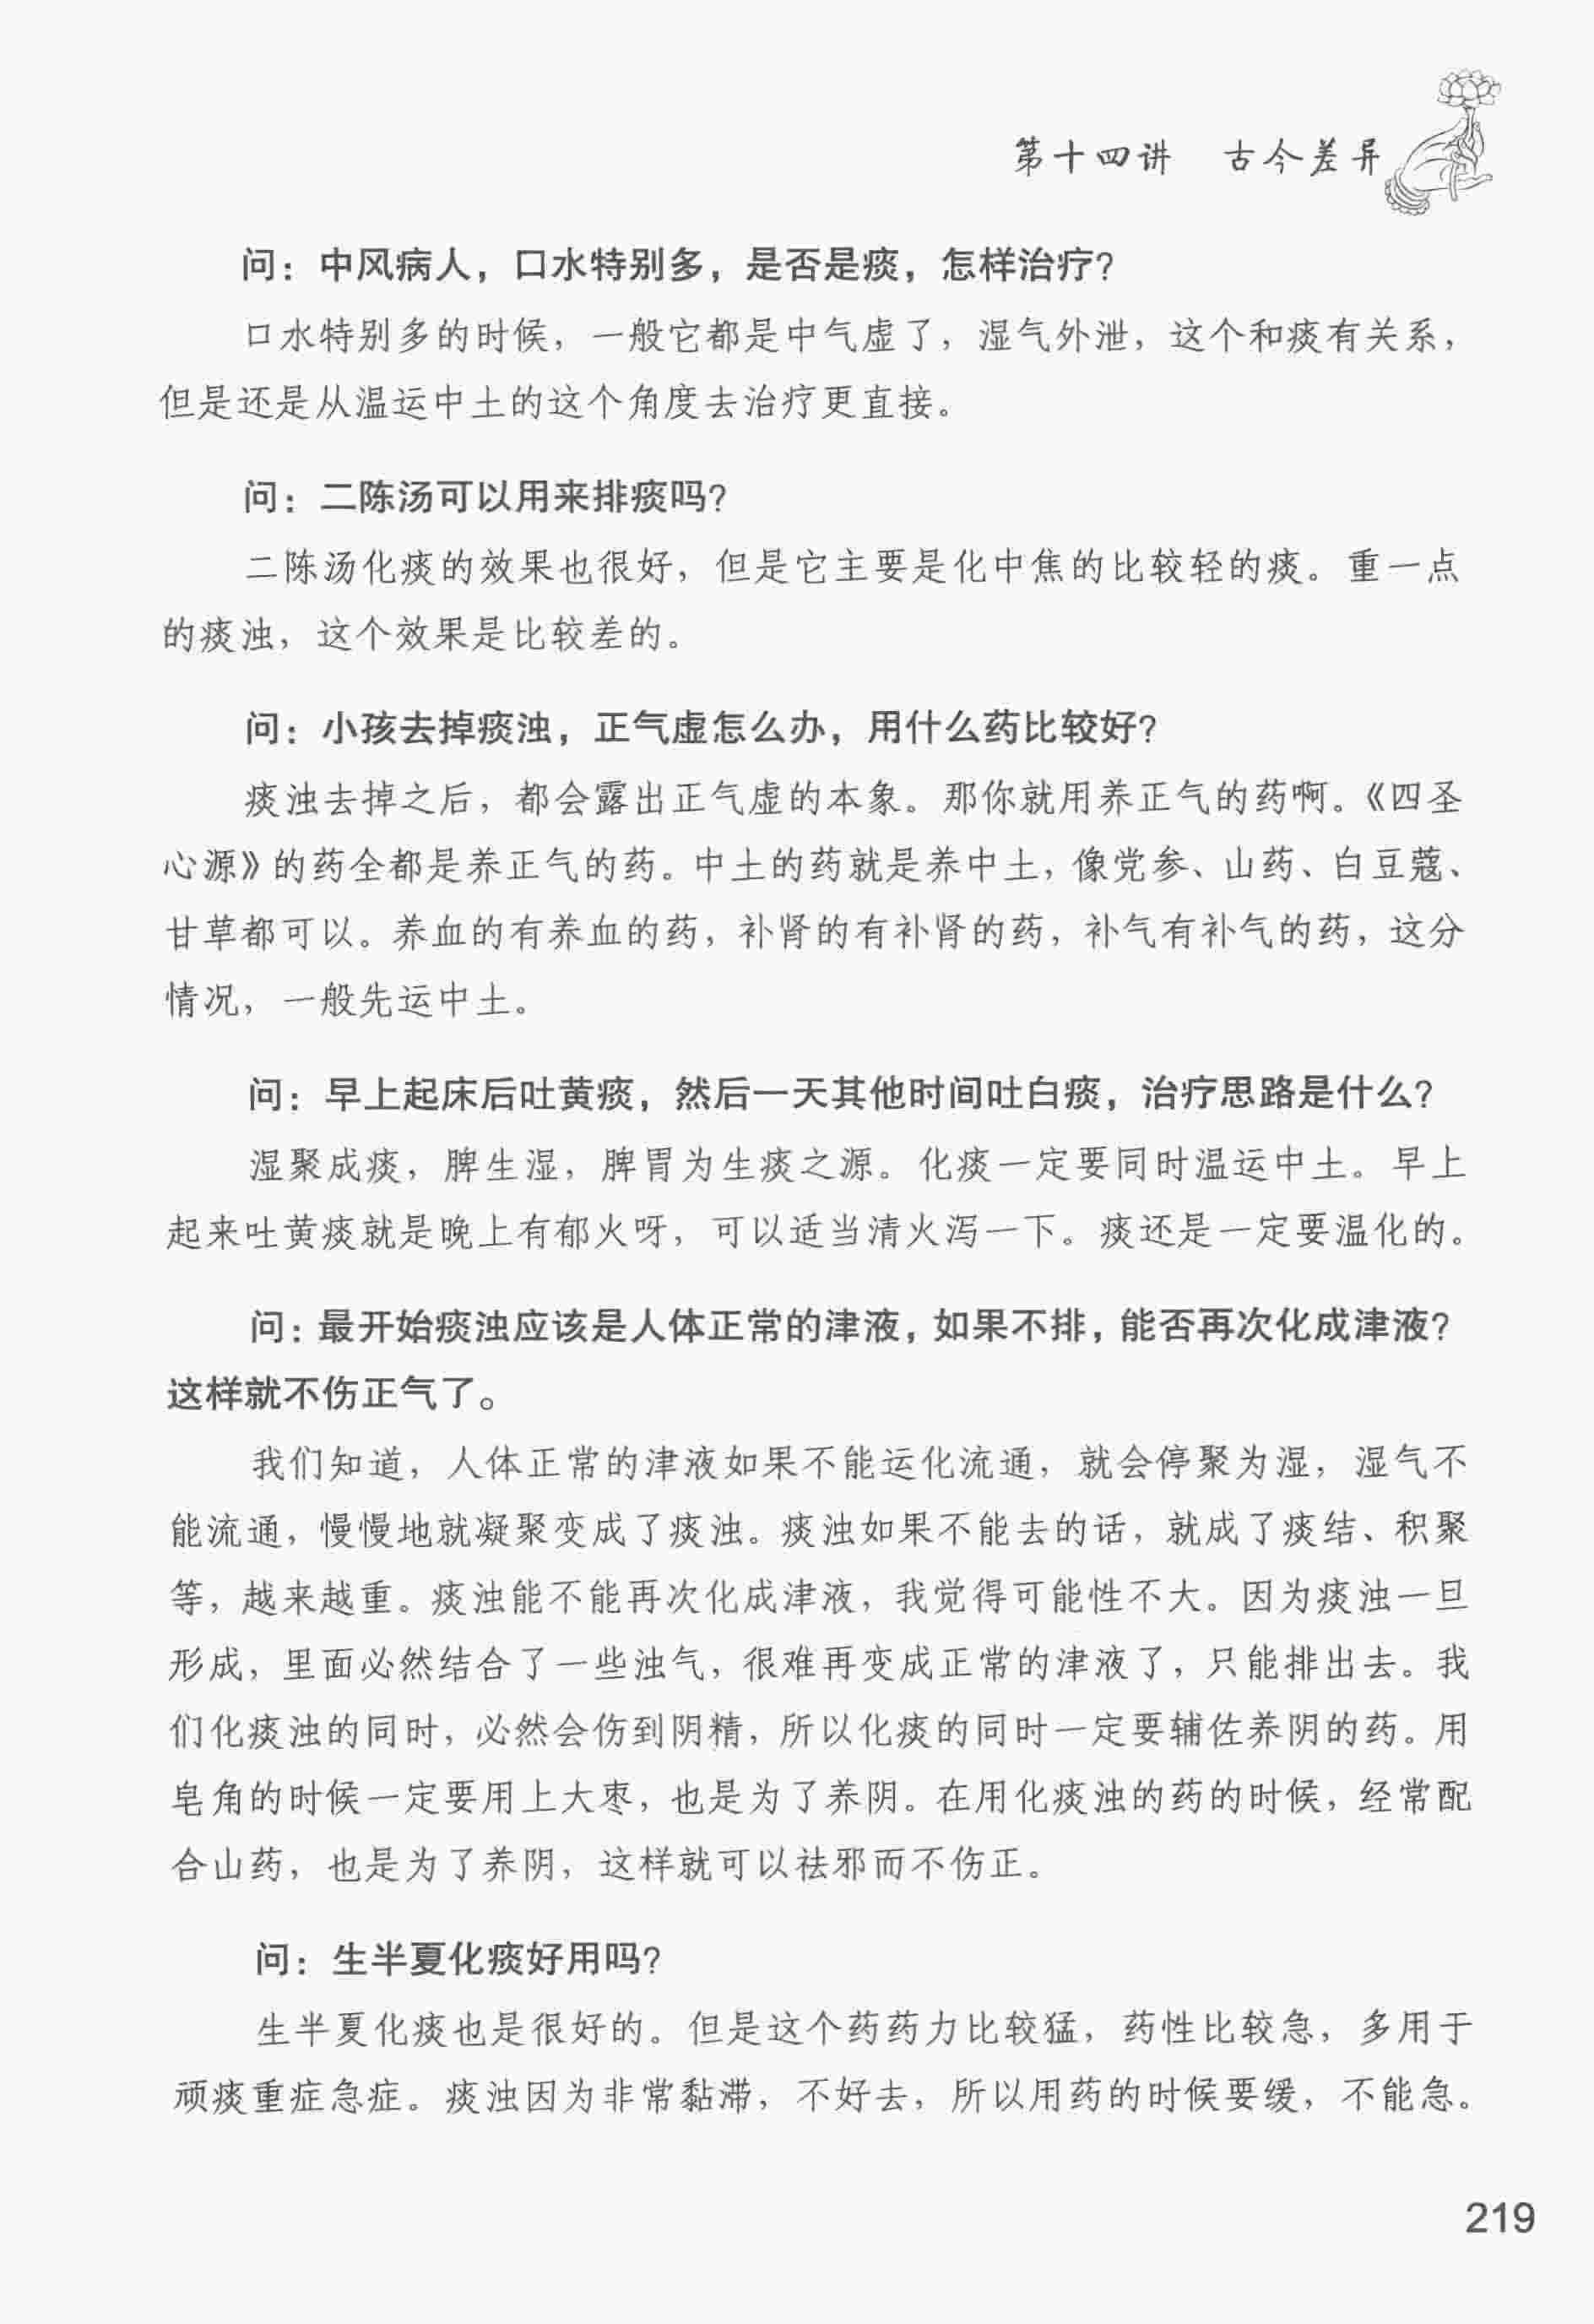 第十四讲 古今差异
问：中风病人，口水特别多，是否是痰，怎样治疗？
口水特别多的时候，一般它都是中气虚了，湿气外泄，这个和痰有关系，
但是还是从温运中土的这个角度去治疗更直接。
问：二陈汤可以用来排痰吗？
二陈汤化痰的效果也很好，但是它主要是化中焦的比较轻的痰。重一点
的痰浊，这个效果是比较差的。
问：小孩去掉痰浊，正气虚怎么办，用什么药比较好？
痰浊去掉之后，都会露出正气虚的本象。那你就用养正气的药啊。《四圣
心源》的药全都是养正气的药。中土的药就是养中土，像党参、山药、白豆蔻、
甘草都可以。养血的有养血的药，补肾的有补肾的药，补气有补气的药，这分
情况，一般先运中土。
问：早上起床后吐黄痰，然后一天其他时间吐白痰，治疗思路是什么？
湿聚成痰，脾生湿，脾胃为生痰之源。化痰一定要同时温运中土。早上
起来吐黄痰就是晚上有郁火呀，可以适当清火泻一下。痰还是一定要温化的。
问：最开始痰浊应该是人体正常的津液，如果不排，能否再次化成津液？
这样就不伤正气了。
我们知道，人体正常的津液如果不能运化流通，就会停聚为湿，湿气不
能流通，慢慢地就凝聚变成了痰浊。痰浊如果不能去的话，就成了痰结、积聚
等，越来越重。痰浊能不能再次化成津液，我觉得可能性不大。因为痰浊一旦
形成，里面必然结合了一些浊气，很难再变成正常的津液了，只能排出去。我
们化痰浊的同时，必然会伤到阴精，所以化痰的同时一定要辅佐养阴的药。用
皂角的时候一定要用上大枣，也是为了养阴。在用化痰浊的药的时候，经常配
合山药，也是为了养阴，这样就可以祛邪而不伤正。
问：生半夏化痰好用吗？
生半夏化痰也是很好的。但是这个药药力比较猛，药性比较急，多用于
顽痰重症急症。痰浊因为非常黏滞，不好去，所以用药的时候要缓，不能急。
219